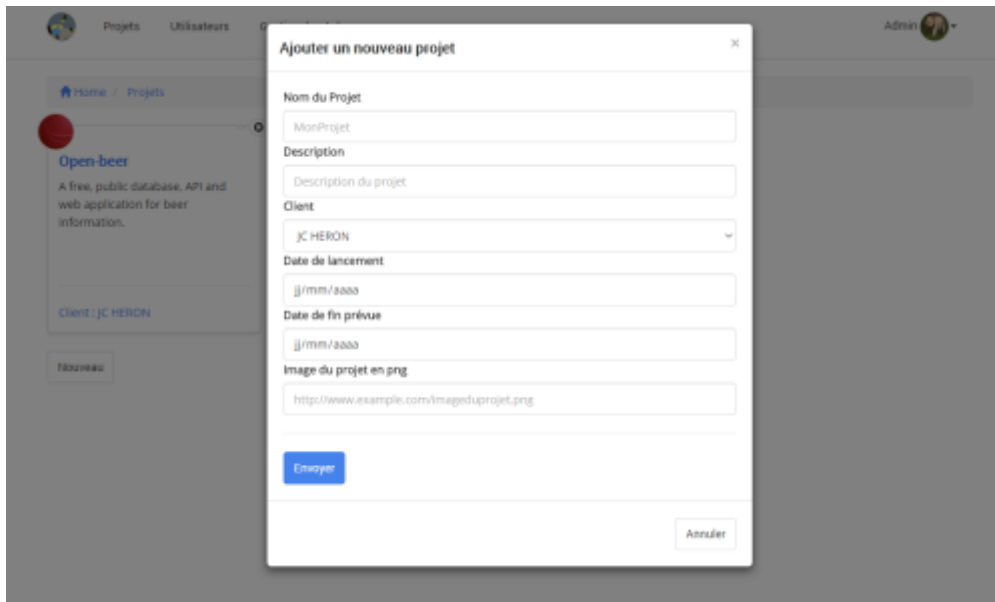 Projets Utilisateurs
Admin
Ajouter un nouveau projet ×
Home / Projets
Nom du Projet
MonProjet
Open-beer
A free, public database, API and
web application for beer
information.
Client : JC HERON
Nouveau
Description
Description du projet
Client
JC HERON
Date de lancement
jj/mm/aaaa
Date de fin prévue
jj/mm/aaaa
Image du projet en png
http://www.example.com/imageduprojet.png
Envoyer
Annuler